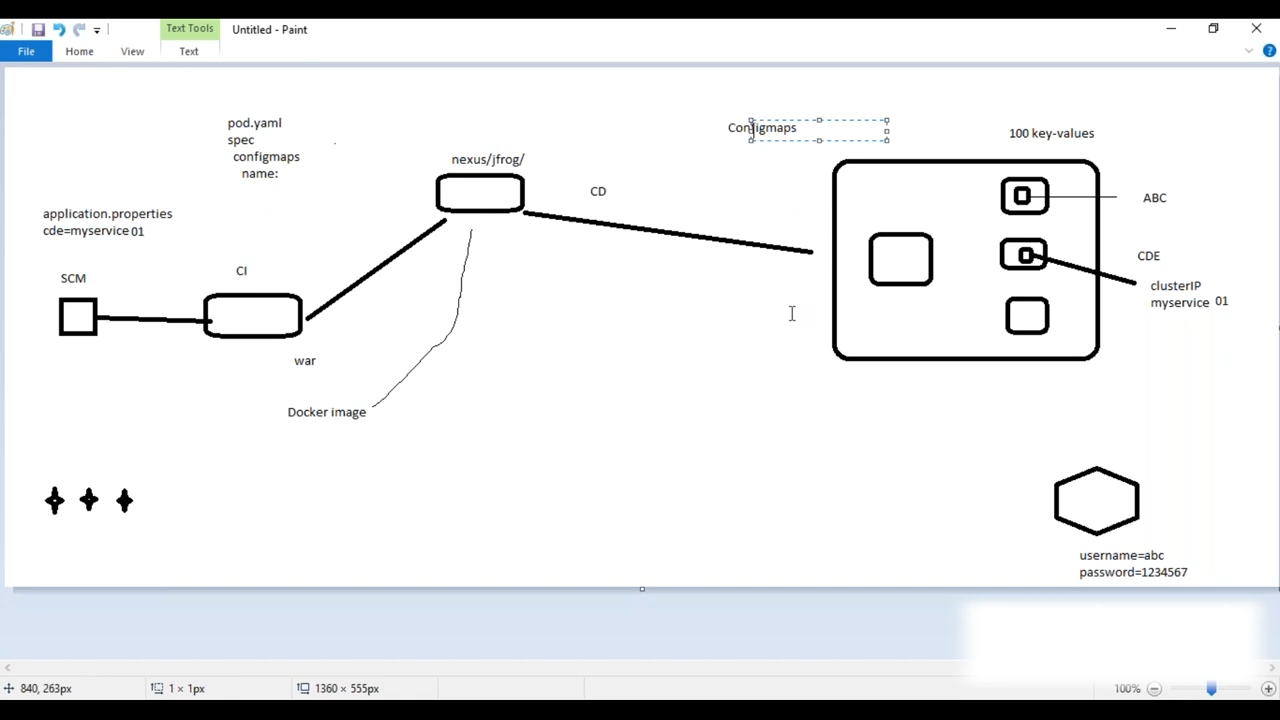 Text Tools
Untitled - Paint
File
Home
View
Text
pod.yaml
spec
configmaps
name:
Configmaps
100 key-values
nexus/jfrog/
CD
ABC
application.properties
cde=myservice01
CDE
SCM
CI
clusterIP
myservice 01
war
Docker image
username=abc
password=1234567
840, 263px
1 × 1px
1360 × 555px
100%